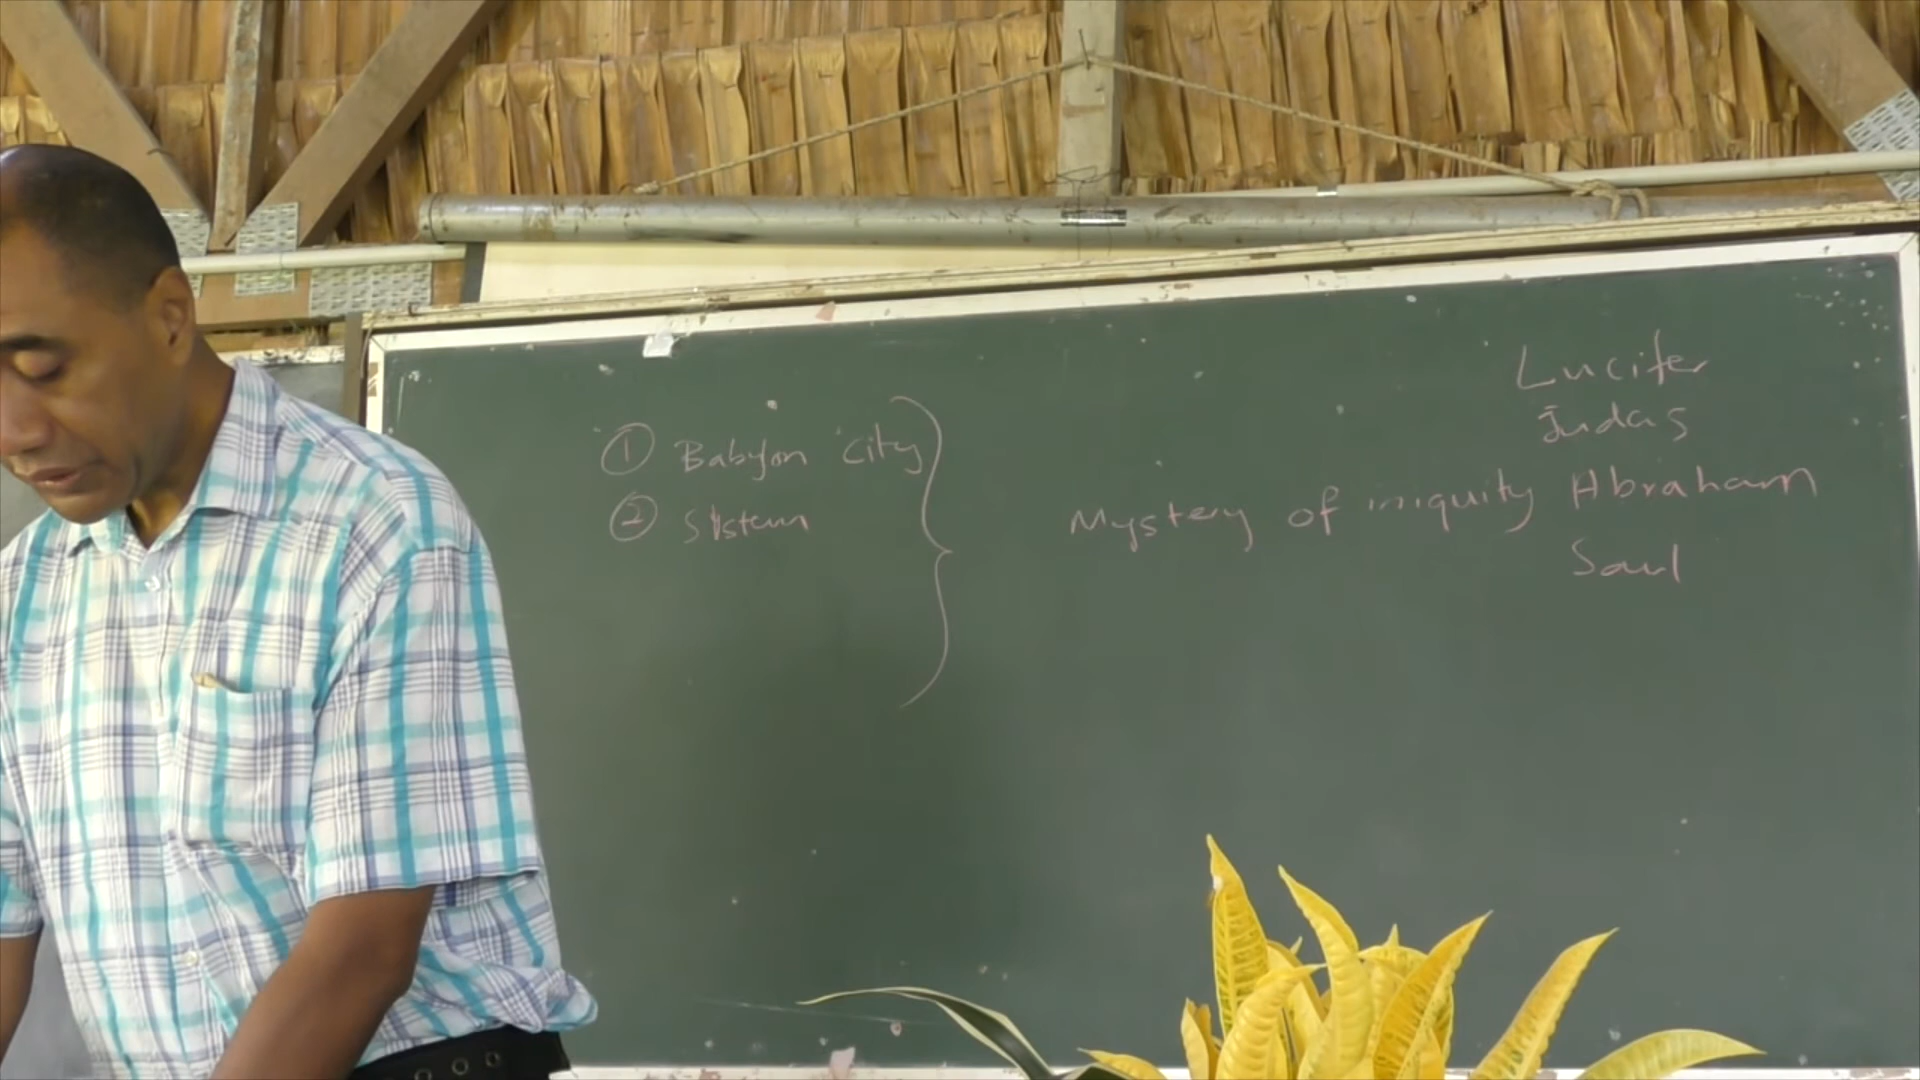 ① Babylon city
② System
Mystery of iniquity
Lucifer
Judas
Abraham
Saul